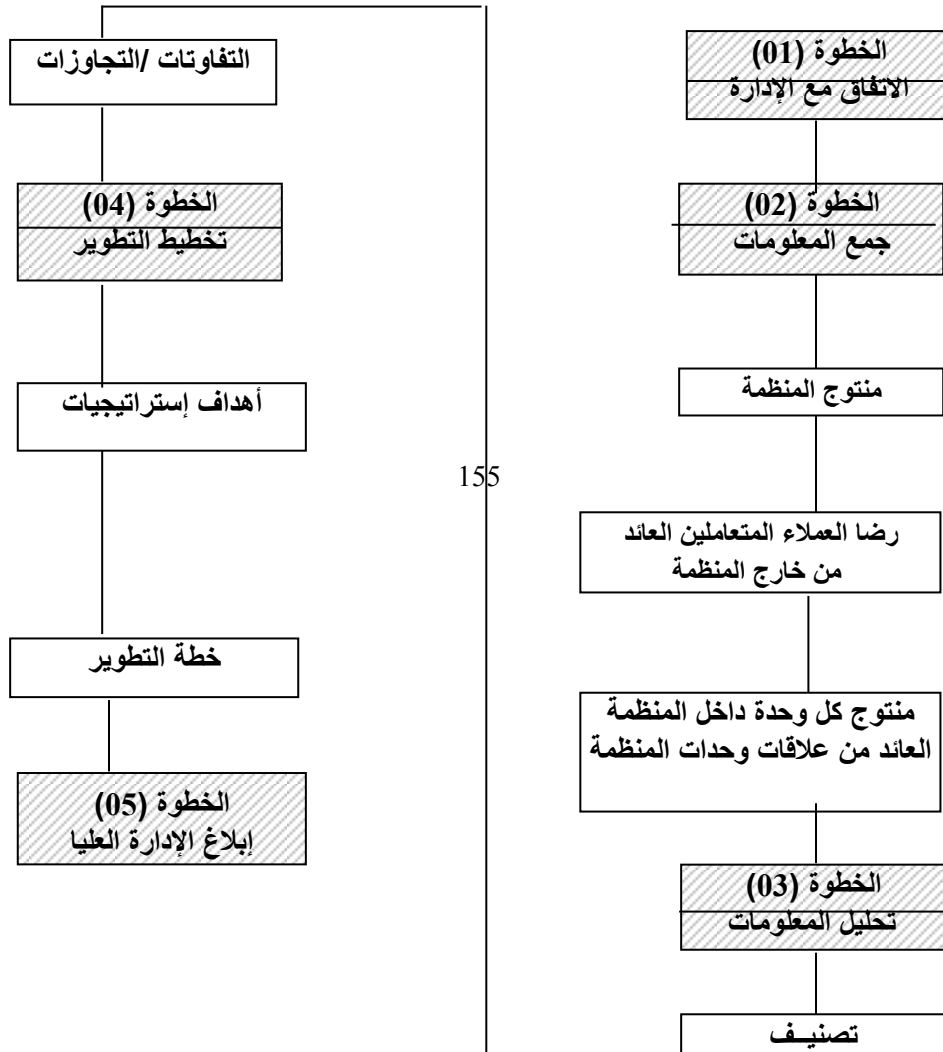 الخطوة (01)
الاتفاق مع الإدارة
الخطوة (02)
جمع المعلومات
منتوج المنظمة
رضا العملاء المتعاملين العائد
من خارج المنظمة
منتوج كل وحدة داخل المنظمة
العائد من علاقات وحدات المنظمة
الخطوة (03)
تحليل المعلومات
تصنيــف
التفاوتات /التجاوزات
الخطوة (04)
تخطيط التطوير
أهداف إستراتيجيات
خطة التطوير
الخطوة (05)
إبلاغ الإدارة العليا
155